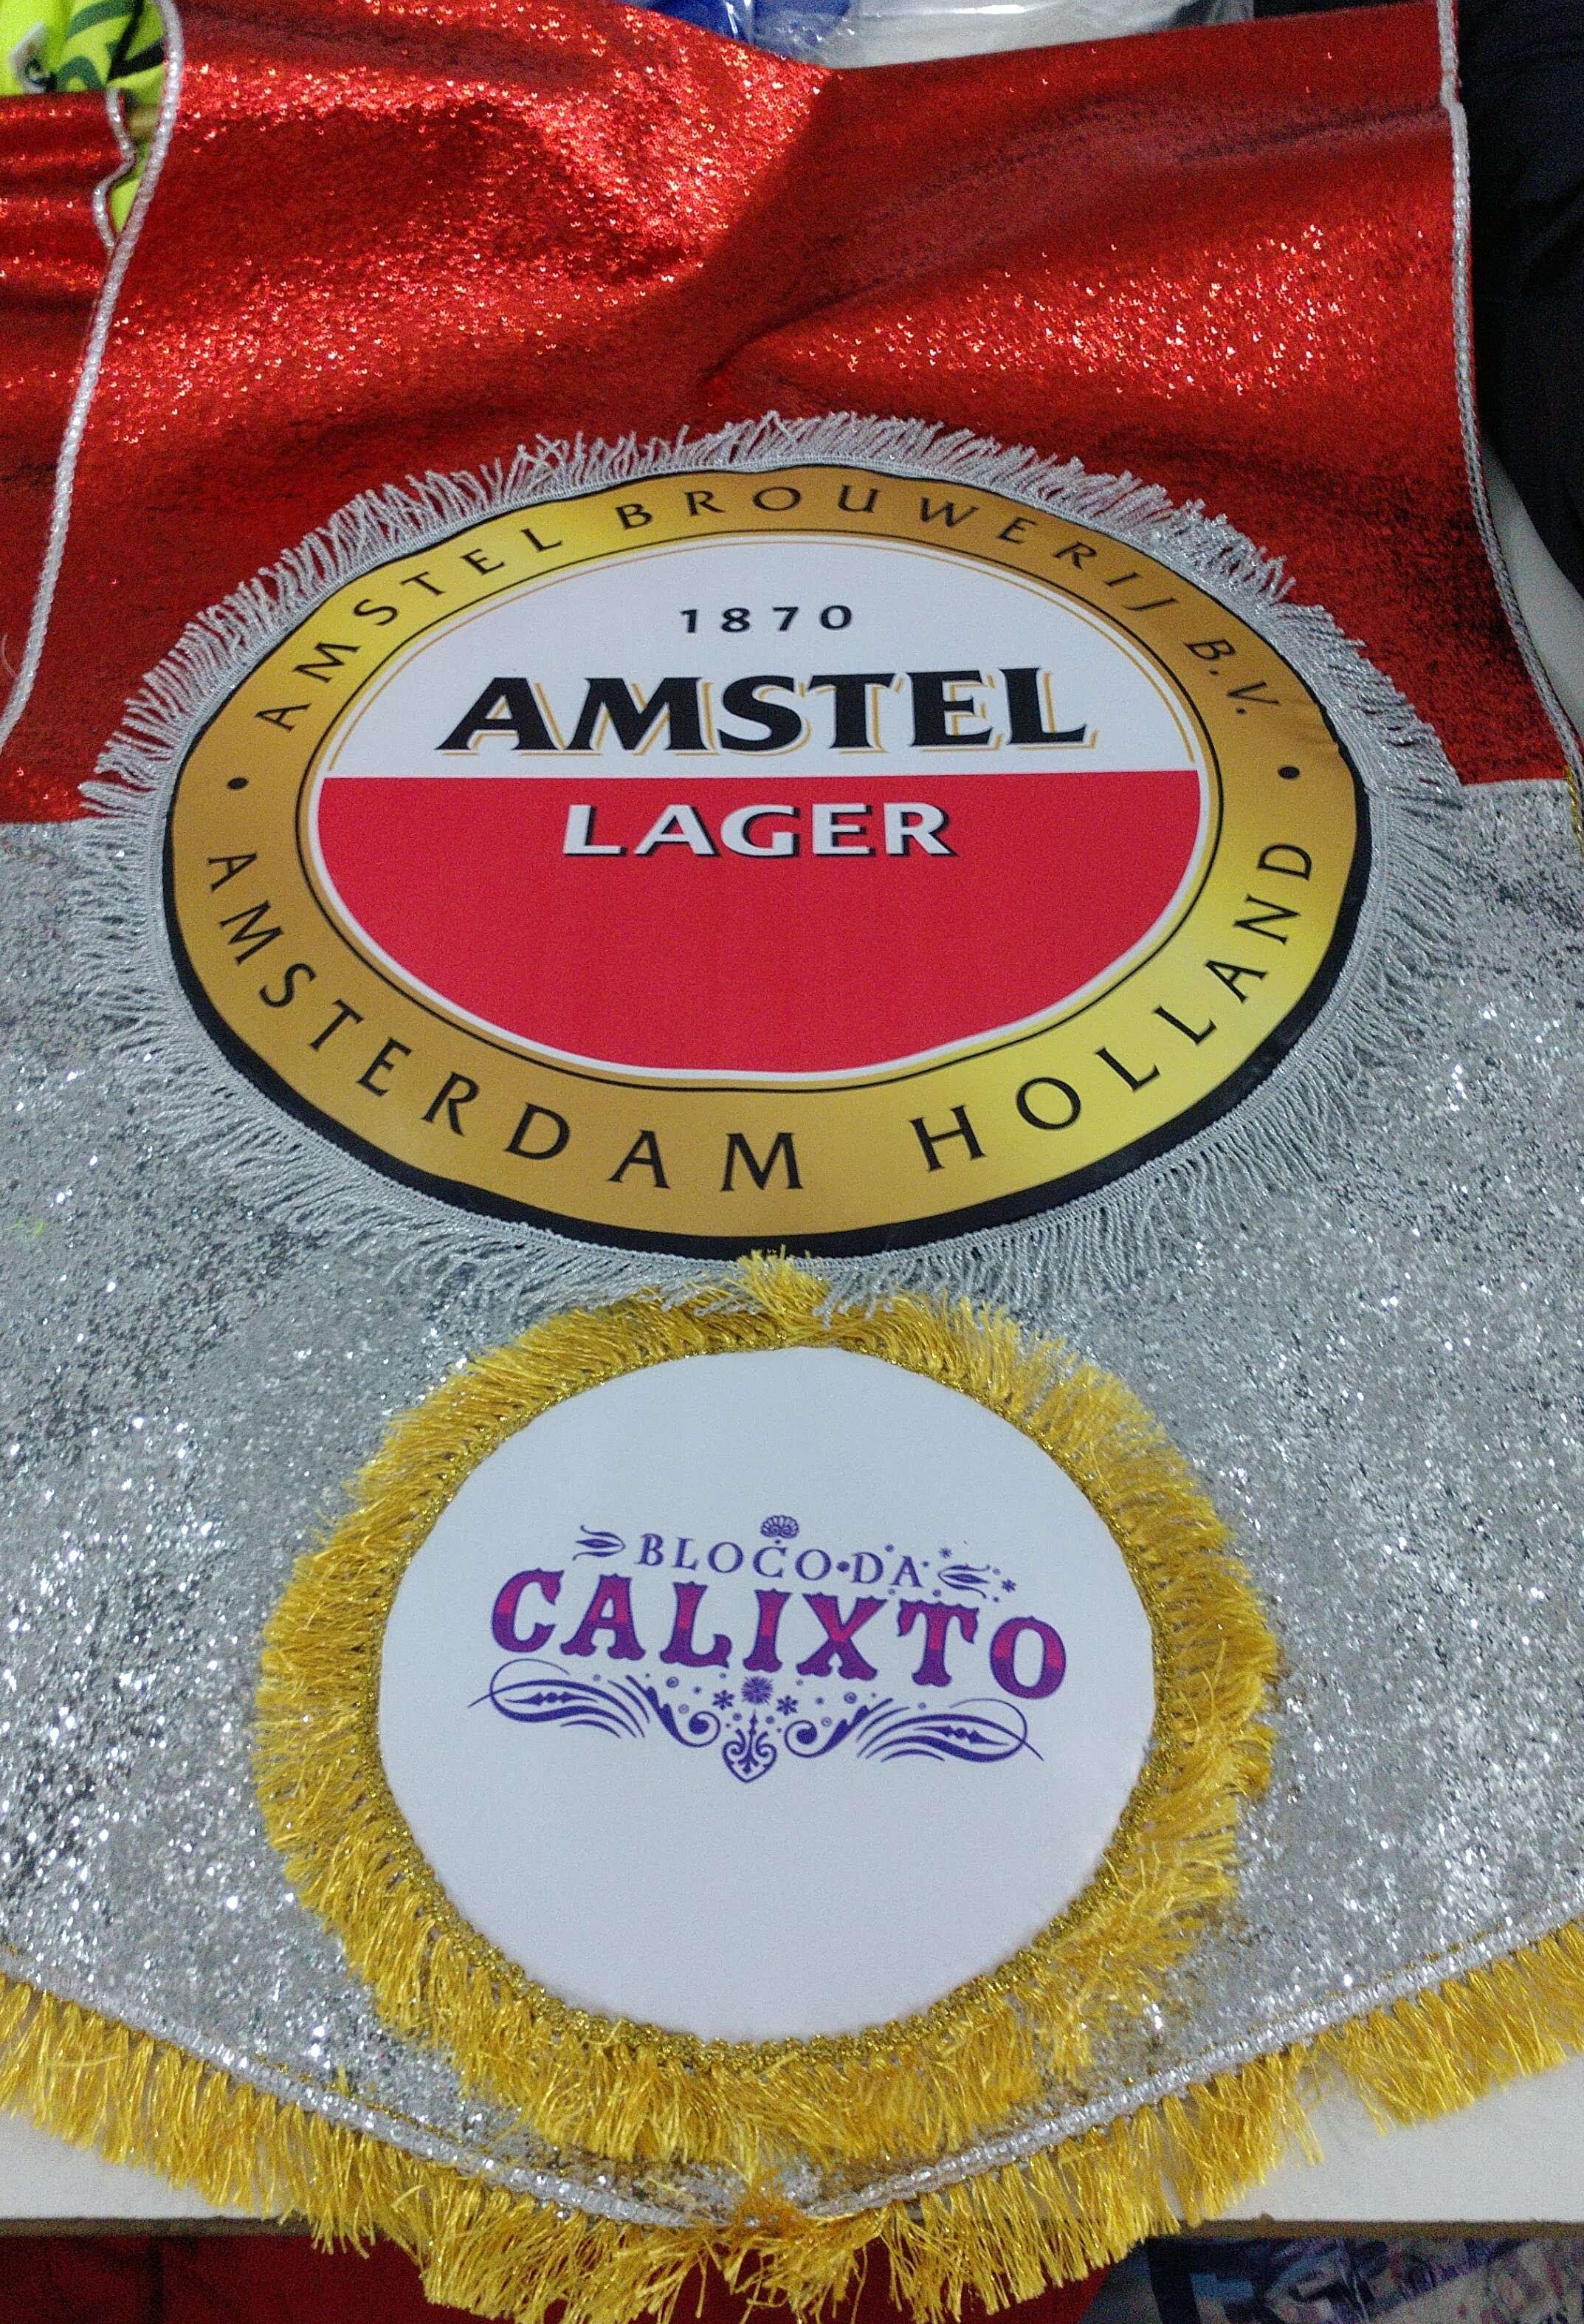 AMSTEL BROUWERIJ B.V.
1870
AMSTEL
LAGER
• AMSTERDAM HOLLAND •
BLOCO•DA
CALIXTO